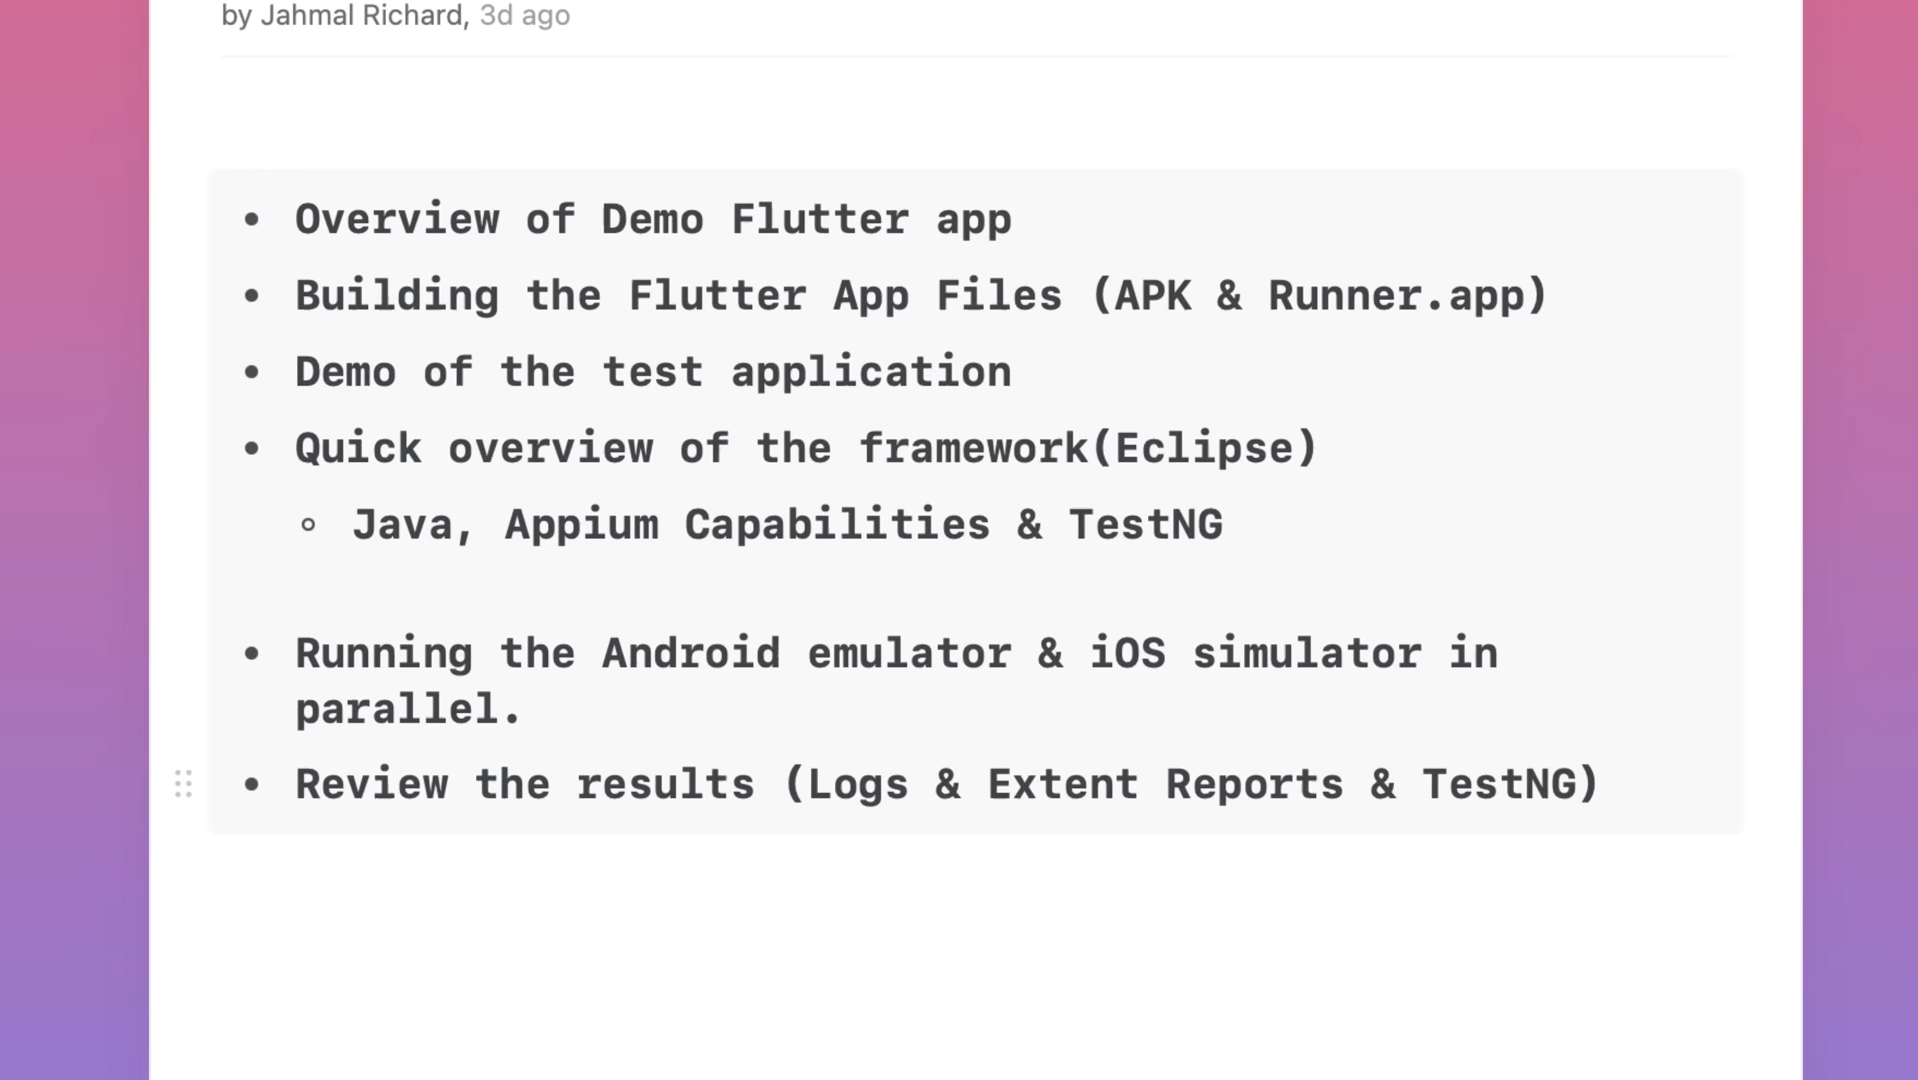 by Jahmal Richard, 3d ago
• Overview of Demo Flutter app
• Building the Flutter App Files (APK & Runner.app)
• Demo of the test application
• Quick overview of the framework(Eclipse)
◦ Java, Appium Capabilities & TestNG
• Running the Android emulator & iOS simulator in
parallel.
• Review the results (Logs & Extent Reports & TestNG)